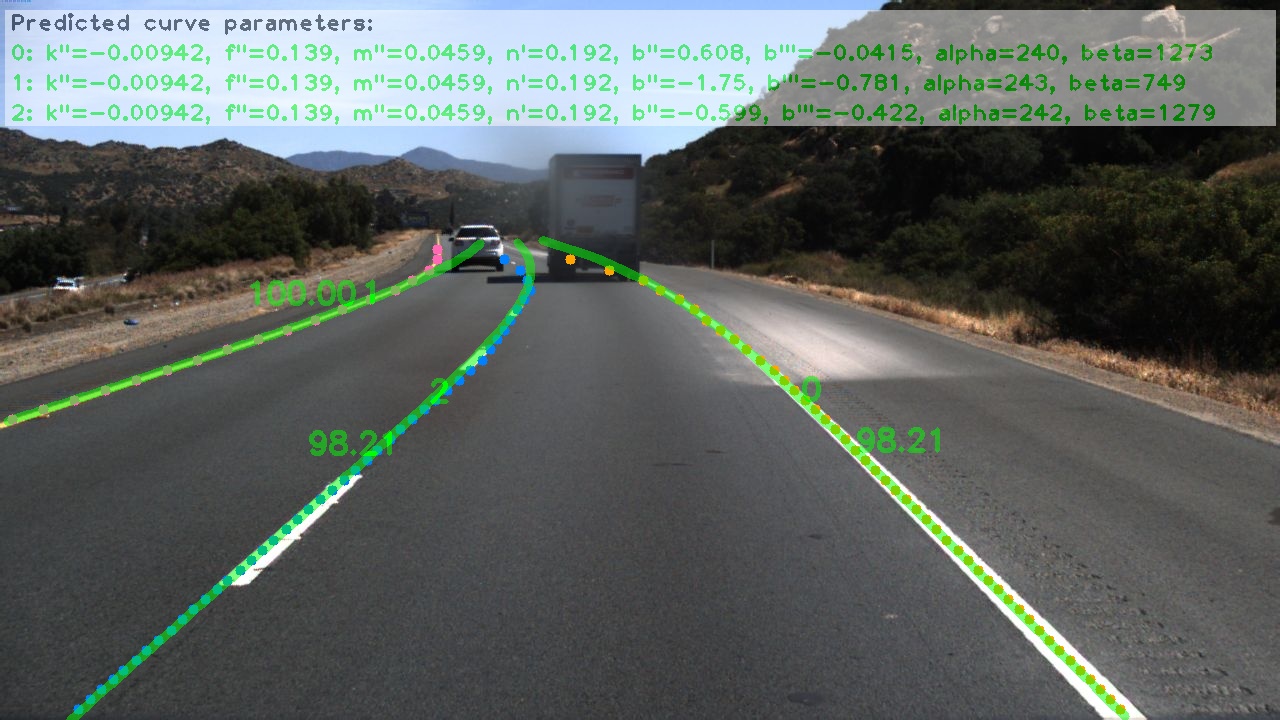 Predicted curve parameters:
0: k''=-0.00942, f''=0.139, m''=0.0459, n'=0.192, b''=0.608, b'''=-0.0415, alpha=240, beta=1273
1: k''=-0.00942, f''=0.139, m''=0.0459, n'=0.192, b''=-1.75, b'''=-0.781, alpha=243, beta=749
2: k''=-0.00942, f''=0.139, m''=0.0459, n'=0.192, b''=-0.599, b'''=-0.422, alpha=242, beta=1279
100.00
1
2
0
98.21
98.21